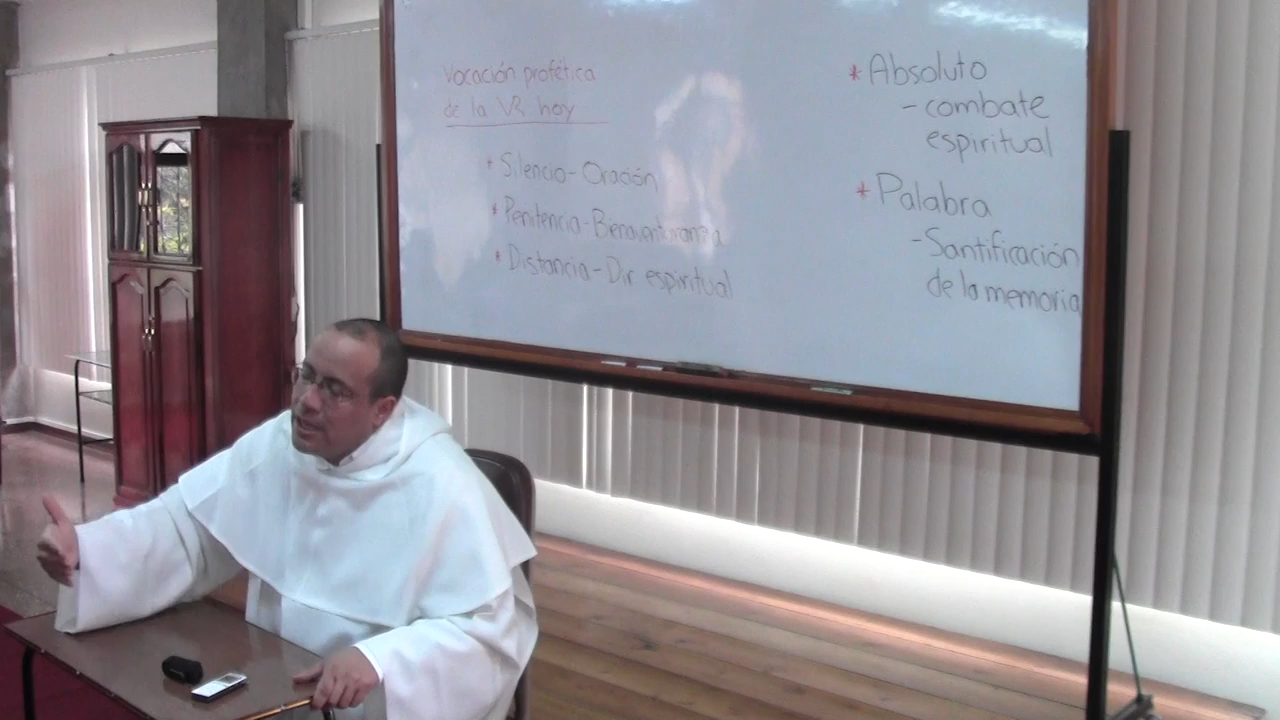 Vocación profética
de la VR hoy
* Silencio - Oración
* Penitencia - Bienaventuranza
* Distancia - Dir espiritual
* Absoluto
- combate
espiritual
* Palabra
- Santificación
de la memoria